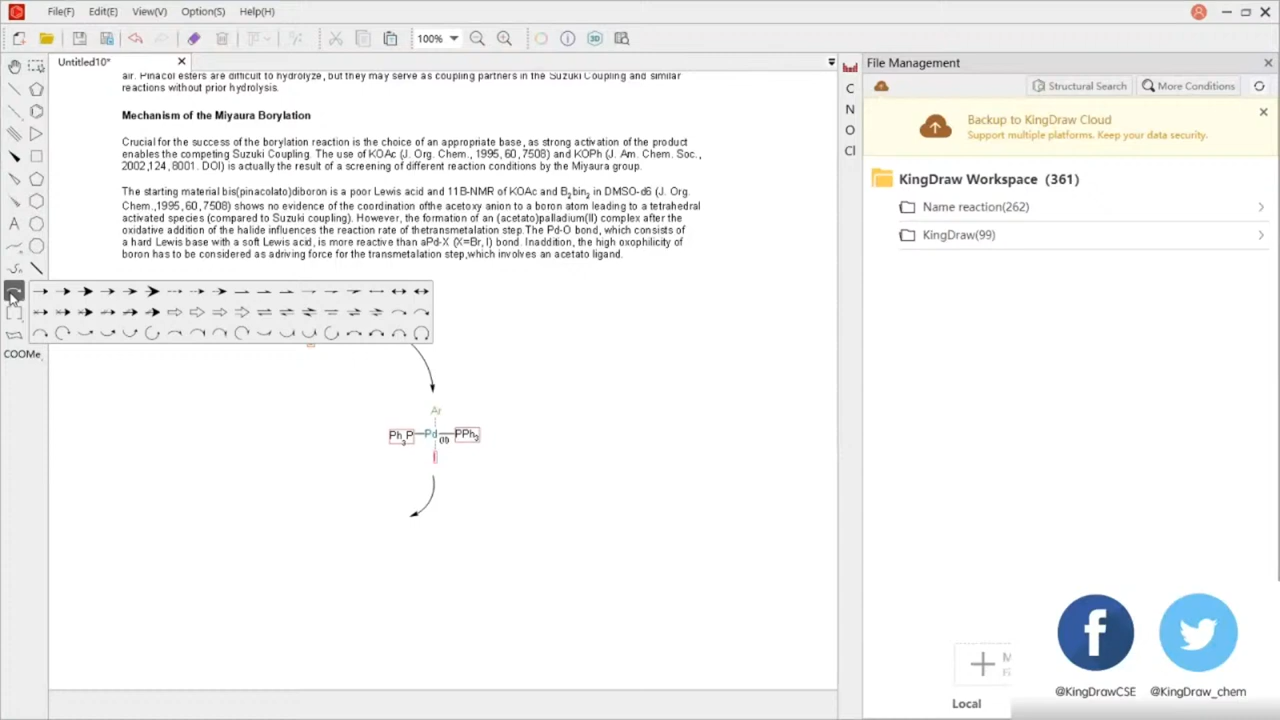 File(F) Edit(E) View(V) Option(S) Help(H)
100%
Untitled10*
File Management
Structural Search More Conditions
Backup to KingDraw Cloud
Support multiple platforms. Keep your data security.
KingDraw Workspace (361)
Name reaction(262)
KingDraw(99)
C
N
O
Cl
A
COOMe
air. Pinacol esters are difficult to hydrolyze, but they may serve as coupling partners in the Suzuki Coupling and similar
reactions without prior hydrolysis.
Mechanism of the Miyaura Borylation
Crucial for the success of the borylation reaction is the choice of an appropriate base, as strong activation of the product
enables the competing Suzuki Coupling. The use of KOAc (J. Org. Chem., 1995, 60, 7508) and KOPh (J. Am. Chem. Soc.,
2002,124, 8001. DOI) is actually the result of a screening of different reaction conditions by the Miyaura group.
The starting material bis(pinacolato)diboron is a poor Lewis acid and 11B-NMR of KOAc and B2bin2 in DMSO-d6 (J. Org.
Chem.,1995, 60, 7508) shows no evidence of the coordination ofthe acetoxy anion to a boron atom leading to a tetrahedral
activated species (compared to Suzuki coupling). However, the formation of an (acetato)palladium(II) complex after the
oxidative addition of the halide influences the reaction rate of thetransmetalation step.The Pd-O bond, which consists of
a hard Lewis base with a soft Lewis acid, is more reactive than aPd-X (X=Br, I) bond. Inaddition, the high oxophilicity of
boron has to be considered as adriving force for the transmetalation step,which involves an acetato ligand.
Ar
Ph3P Pd (II) PPh3
I
Local
@KingDrawCSE @KingDraw_chem